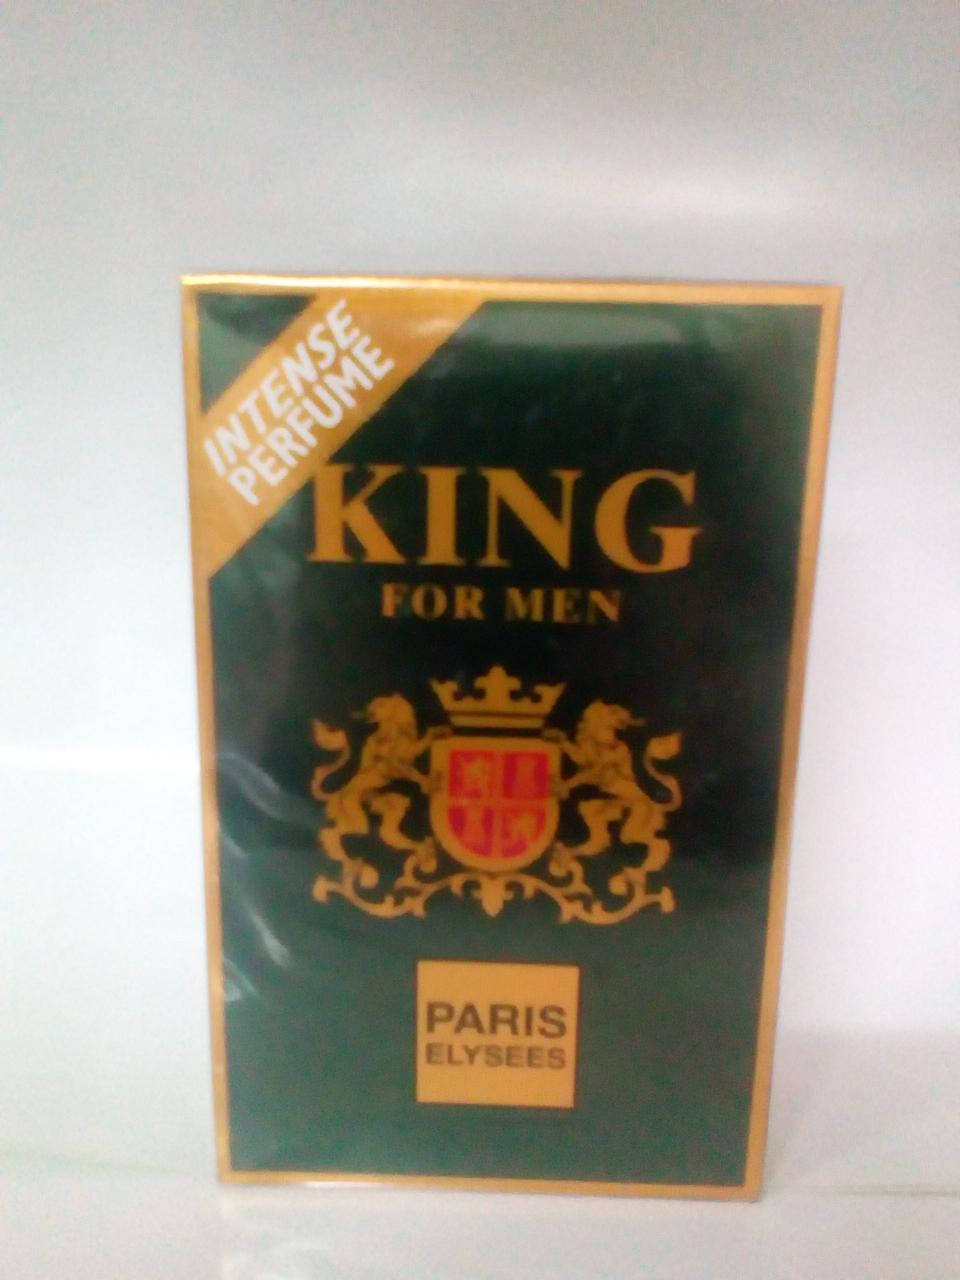 INTENSE
PERFUME
KING
FOR MEN
PARIS
ELYSEES